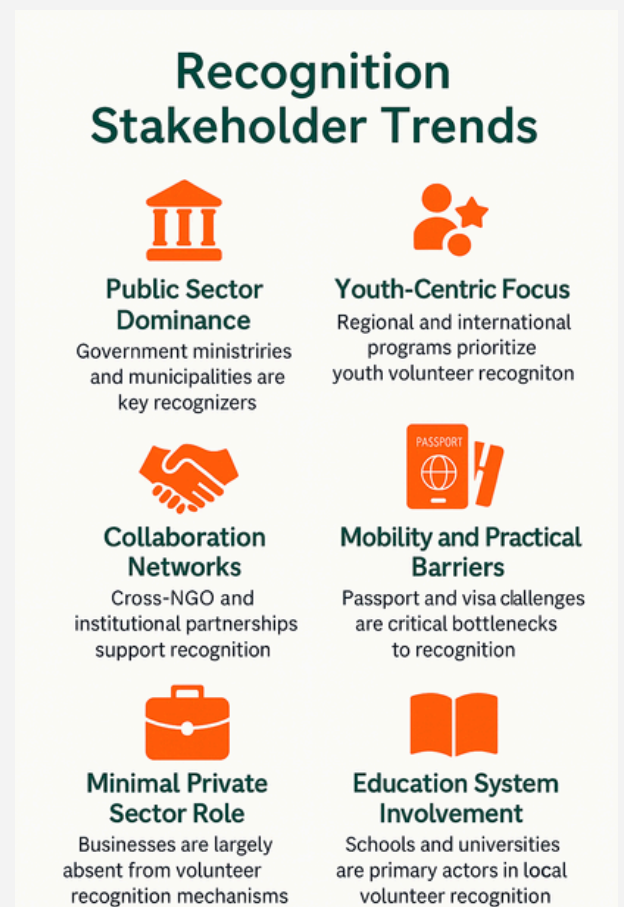 Recognition
Stakeholder Trends
Public Sector
Dominance
Government ministriries
and municipalities are
key recognizers
Youth-Centric Focus
Regional and international
programs prioritize
youth volunteer recogniton
Collaboration
Networks
Cross-NGO and
institutional partnerships
support recognition
PASSPORT
Mobility and Practical
Barriers
Passport and visa clallenges
are critical bottlenecks
to recognition
Minimal Private
Sector Role
Businesses are largely
absent from volunteer
recognition mechanisms
Education System
Involvement
Schools and universities
are primary actors in local
volunteer recognition